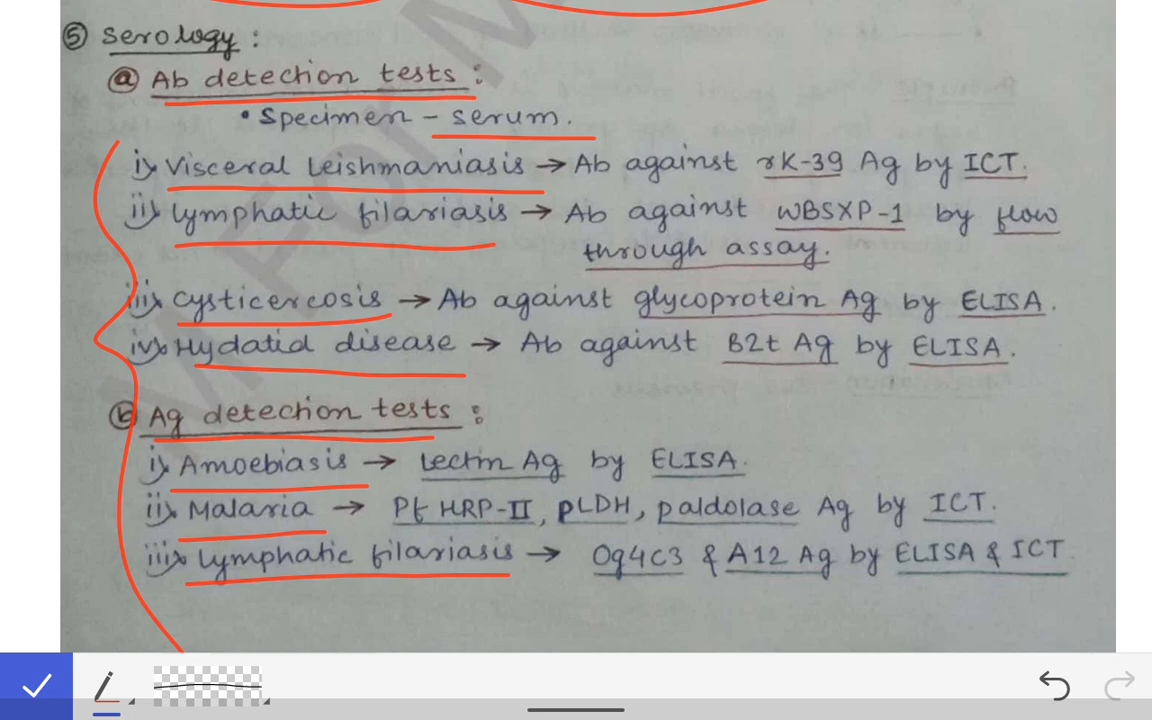 ⑤ Serology :
ⓐ Ab detection tests :
• Specimen – serum.
i) Visceral Leishmaniasis → Ab against rK-39 Ag by ICT.
ii) Lymphatic filariasis → Ab against WBSXP-1 by flow
through assay.
iii) Cysticercosis → Ab against glycoprotein Ag by ELISA.
iv) Hydatid disease → Ab against B2t Ag by ELISA.
ⓑ Ag detection tests :
i) Amoebiasis → Lectin Ag by ELISA.
ii) Malaria → Pf HRP-II, pLDH, paldolase Ag by ICT.
iii) Lymphatic filariasis → Og4C3 & A12 Ag by ELISA & ICT